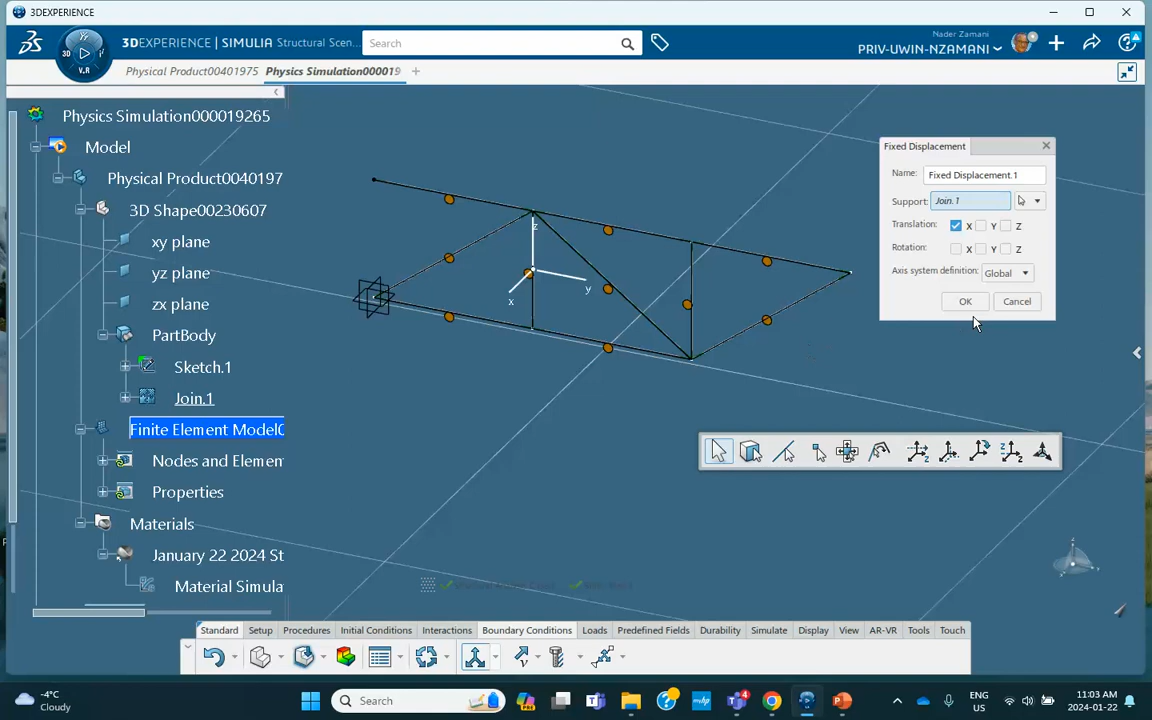 3DEXPERIENCE
3DEXPERIENCE | SIMULIA Structural Scen...
Search
Nader Zamani
PRIV-UWIN-NZAMANI
3D
V.R
Physical Product00401975
Physics Simulation000019
Physics Simulation000019265
Model
Physical Product0040197
3D Shape00230607
xy plane
yz plane
zx plane
PartBody
Sketch.1
Join.1
Finite Element Model
Nodes and Elemen
Properties
Materials
January 22 2024 St
Material Simula
z
x
y
Fixed Displacement
Name: Fixed Displacement.1
Support: Join.1
Translation: X Y Z
Rotation: X Y Z
Axis system definition: Global
OK Cancel
Standard Setup Procedures Initial Conditions Interactions Boundary Conditions Loads Predefined Fields Durability Simulate Display View AR-VR Tools Touch
-4°C
Cloudy
Search
4
ENG
US
11:03 AM
2024-01-22